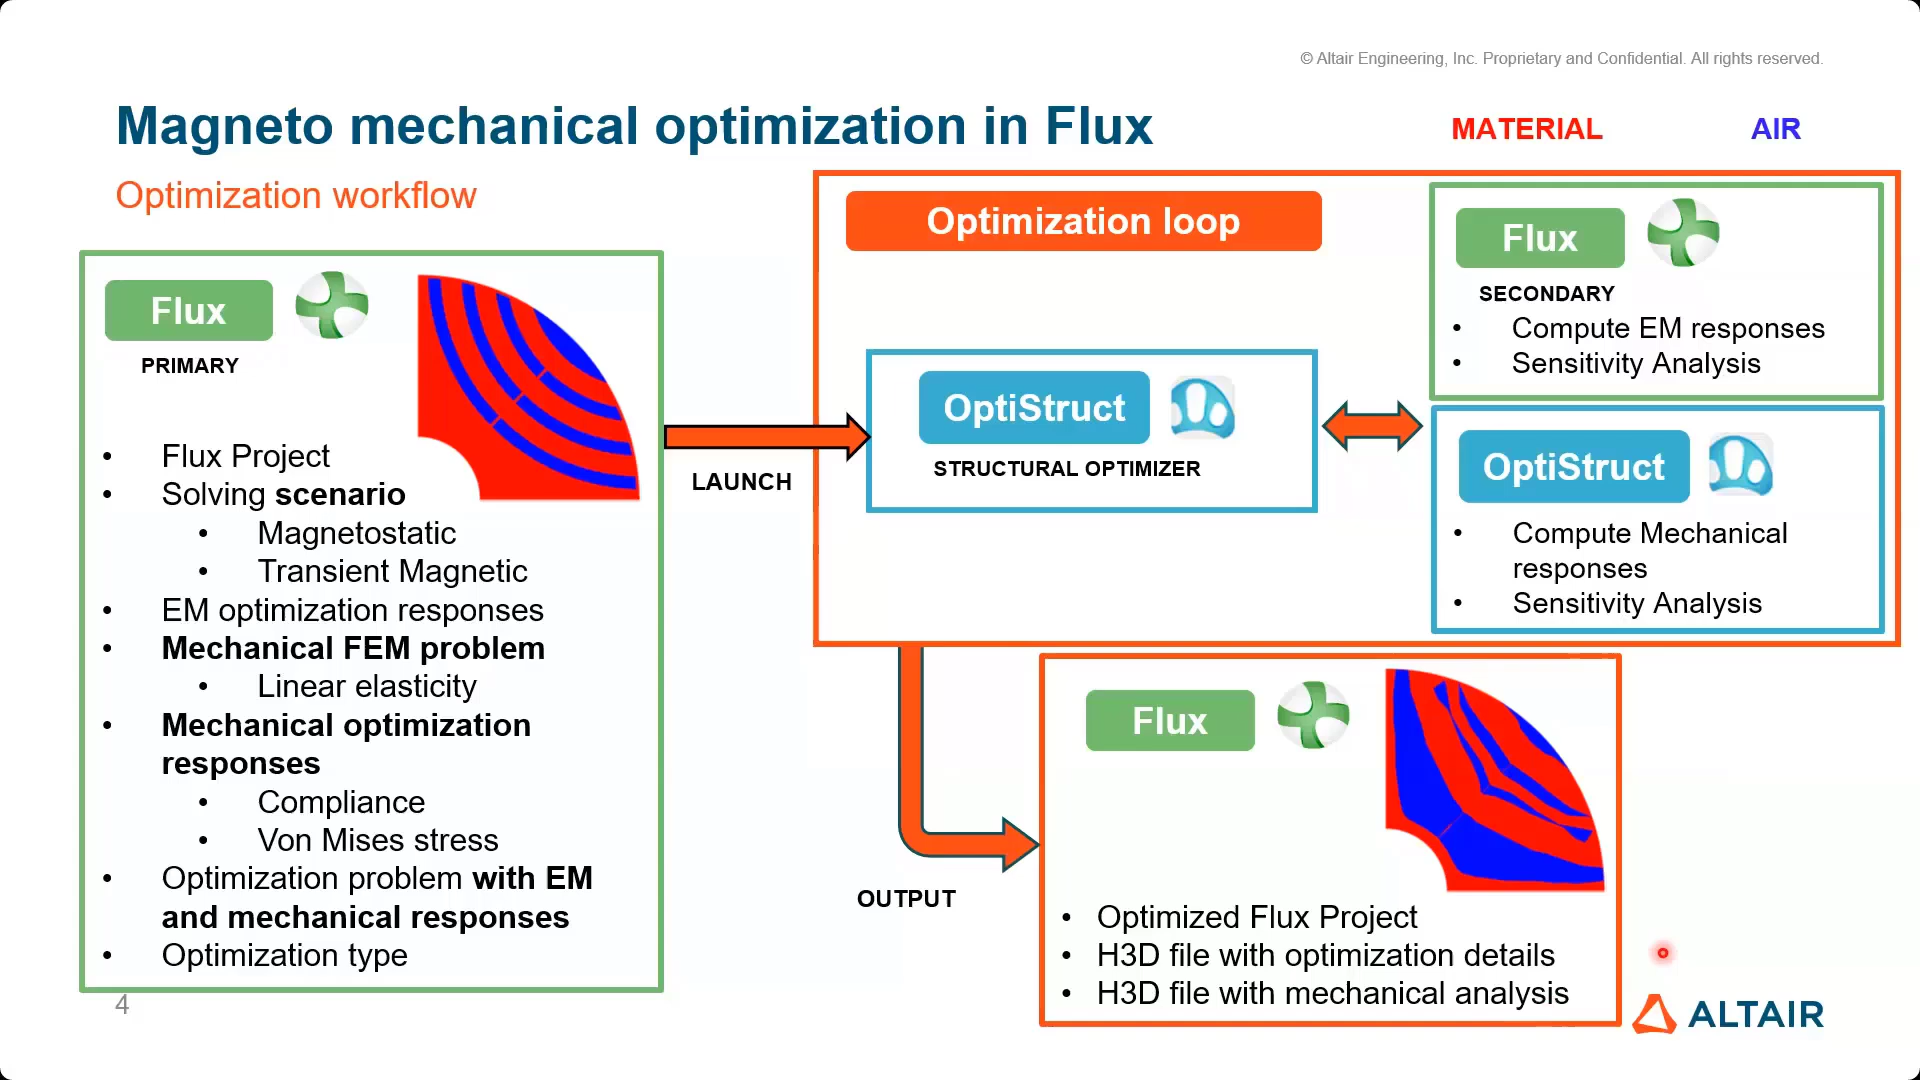 © Altair Engineering, Inc. Proprietary and Confidential. All rights reserved.
Magneto mechanical optimization in Flux
MATERIAL
AIR
Optimization workflow
Flux
PRIMARY
• Flux Project
• Solving scenario
• Magnetostatic
• Transient Magnetic
• EM optimization responses
• Mechanical FEM problem
• Linear elasticity
• Mechanical optimization
responses
• Compliance
• Von Mises stress
• Optimization problem with EM
and mechanical responses
• Optimization type
LAUNCH
Optimization loop
OptiStruct
STRUCTURAL OPTIMIZER
Flux
SECONDARY
• Compute EM responses
• Sensitivity Analysis
OptiStruct
• Compute Mechanical
responses
• Sensitivity Analysis
OUTPUT
Flux
• Optimized Flux Project
• H3D file with optimization details
• H3D file with mechanical analysis
4
ALTAIR